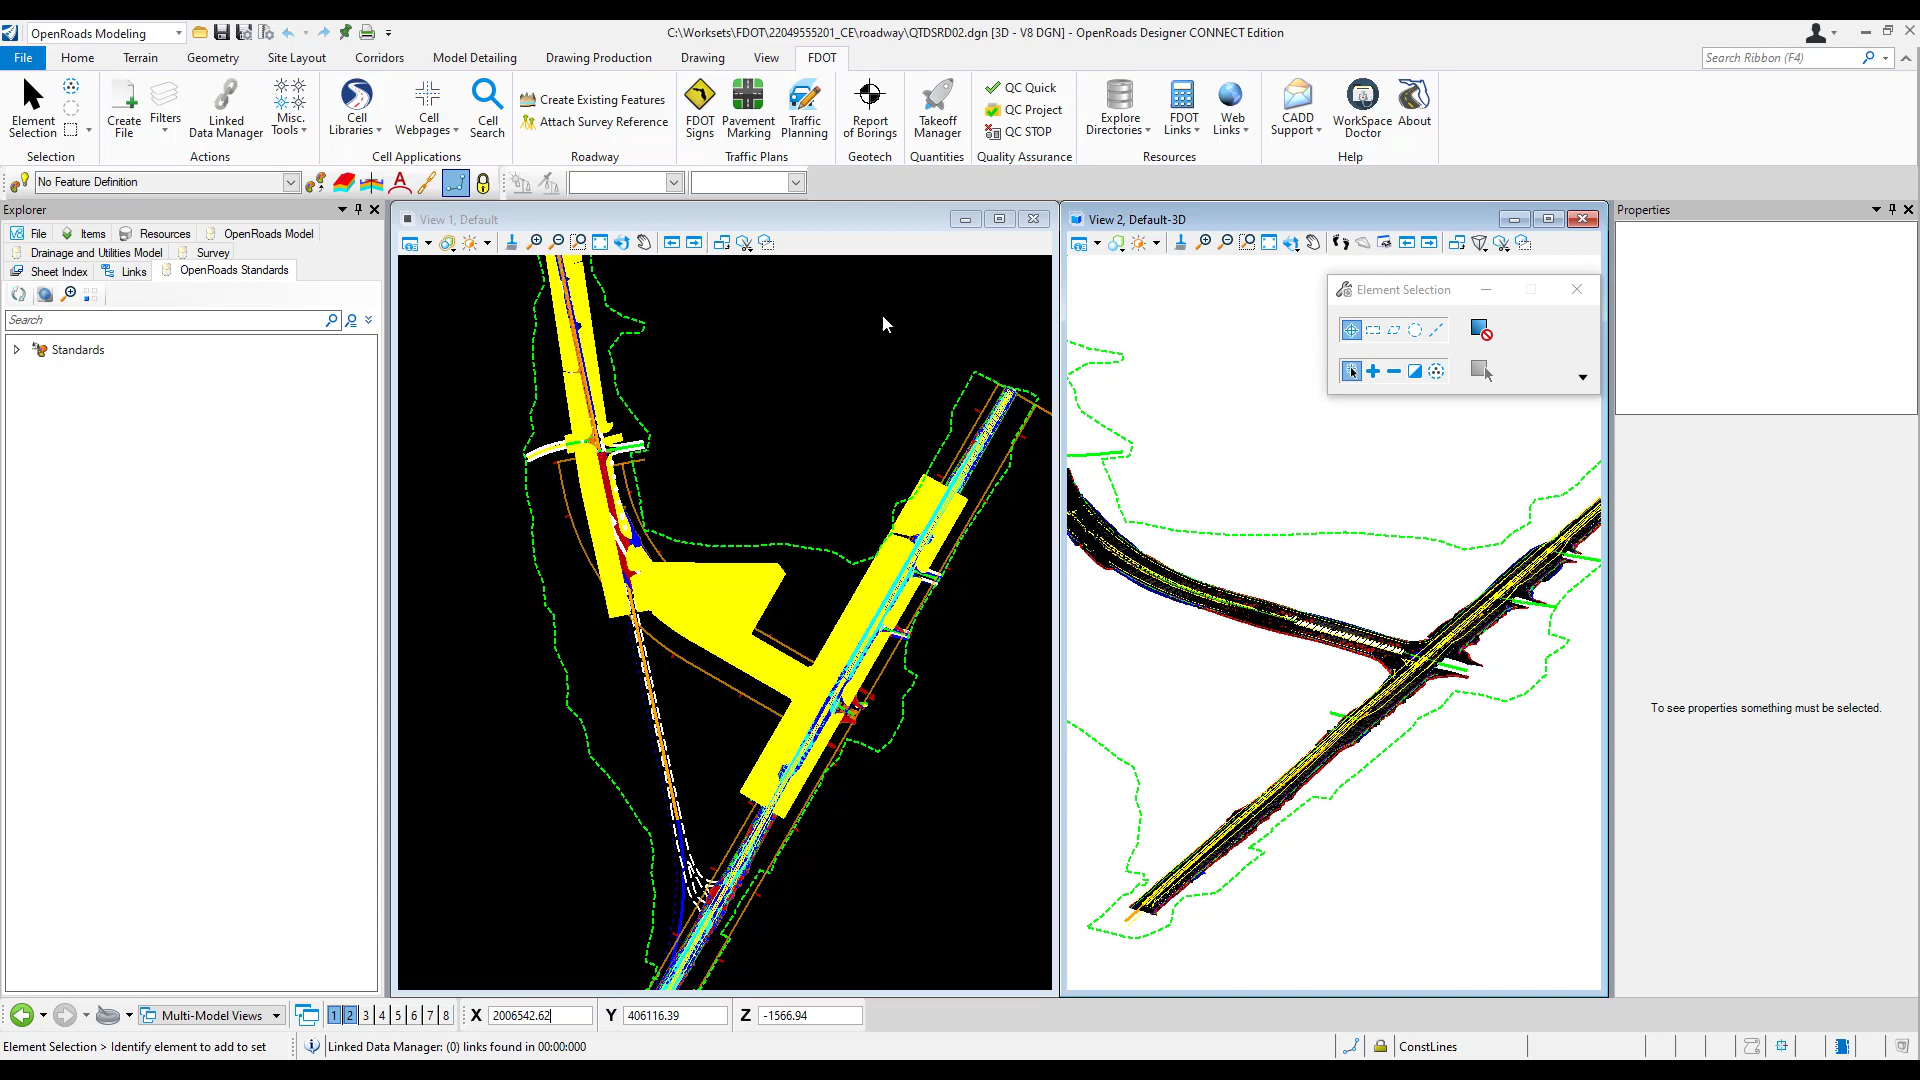 OpenRoads Modeling
C:\Worksets\FDOT\22049555201_CE\roadway\QTDSRD02.dgn [3D - V8 DGN] - OpenRoads Designer CONNECT Edition
File Home Terrain Geometry Site Layout Corridors Model Detailing Drawing Production Drawing View FDOT
Search Ribbon (F4)
Element Selection
Create File
Filters
Linked Data Manager
Misc. Tools
Cell Libraries
Cell Webpages
Cell Search
Create Existing Features
Attach Survey Reference
FDOT Signs
Pavement Marking
Traffic Planning
Report of Borings
Takeoff Manager
QC Quick
QC Project
QC STOP
Explore Directories
FDOT Links
Web Links
CADD Support
WorkSpace Doctor
About
Selection Actions Cell Applications Roadway Traffic Plans Geotech Quantities Quality Assurance Resources Help
No Feature Definition
Explorer
File Items Resources OpenRoads Model
Drainage and Utilities Model Survey
Sheet Index Links OpenRoads Standards
Search
Standards
View 1, Default
View 2, Default-3D
Element Selection
Properties
To see properties something must be selected.
Multi-Model Views 1 2 3 4 5 6 7 8 X 2006542.62 Y 406116.39 Z -1566.94
Element Selection > Identify element to add to set
Linked Data Manager: (0) links found in 00:00:000
ConstLines